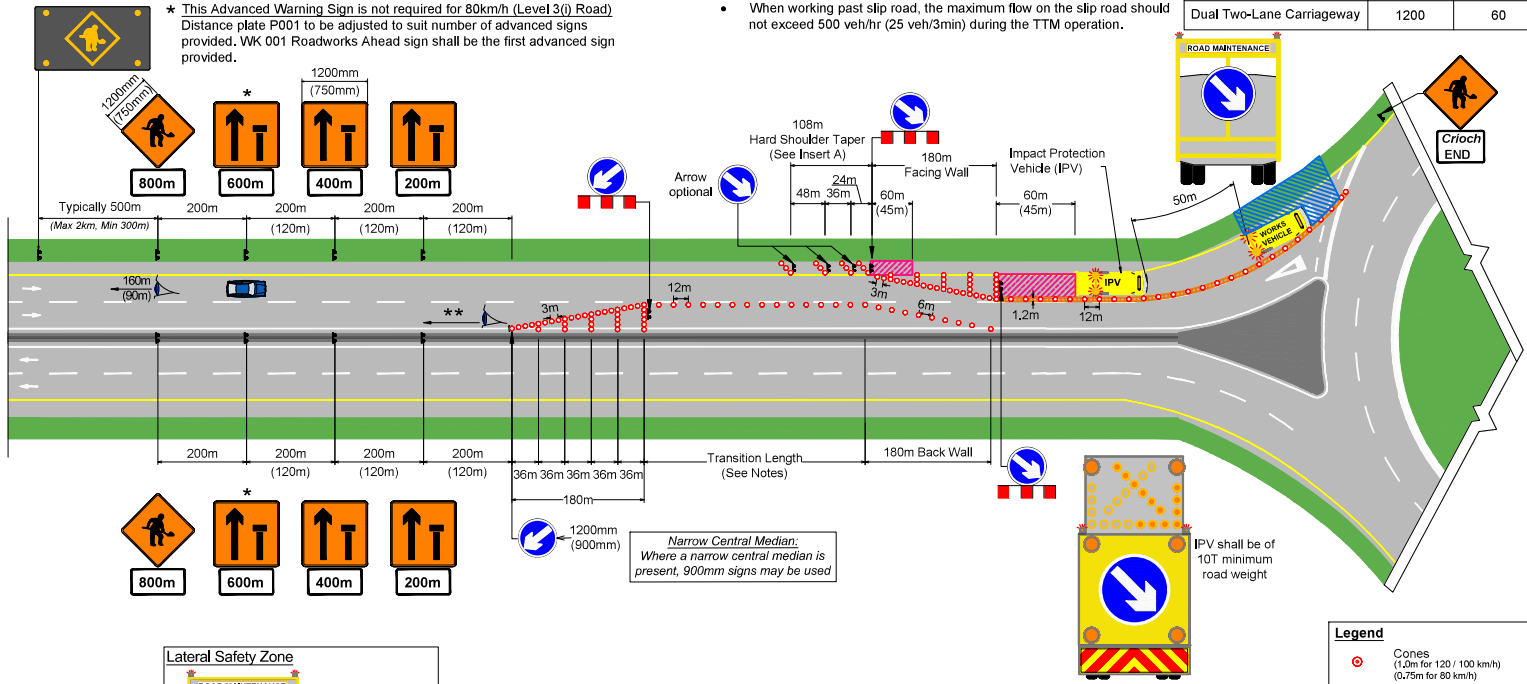 * This Advanced Warning Sign is not required for 80km/h (Level 3(i) Road)
Distance plate P001 to be adjusted to suit number of advanced signs
provided. WK 001 Roadworks Ahead sign shall be the first advanced sign
provided.
• When working past slip road, the maximum flow on the slip road should
not exceed 500 veh/hr (25 veh/3min) during the TTM operation.
Dual Two-Lane Carriageway 1200 60
ROAD MAINTENANCE
1200mm
(750mm)
*
1200mm
(750mm)
800m
600m
400m
200m
Crioch
END
108m
Hard Shoulder Taper
(See Insert A)
180m
Facing Wall
Impact Protection
Vehicle (IPV)
Arrow
optional
24m
48m
36m
60m
(45m)
60m
(45m)
50m
Typically 500m
(Max 2km, Min 300m)
200m
200m
(120m)
200m
(120m)
200m
(120m)
WORKS
VEHICLE
160m
(90m)
**
3m
12m
3m
6m
1.2m
IPV
12m
200m
200m
(120m)
200m
(120m)
200m
(120m)
36m
36m
36m
36m
36m
180m
Transition Length
(See Notes)
180m Back Wall
*
800m
600m
400m
200m
1200mm
(900mm)
Narrow Central Median:
Where a narrow central median is
present, 900mm signs may be used
IPV shall be of
10T minimum
road weight
Lateral Safety Zone
ROAD MAINTENANCE
Legend
Cones
(1.0m for 120 / 100 km/h)
(0.75m for 80 km/h)